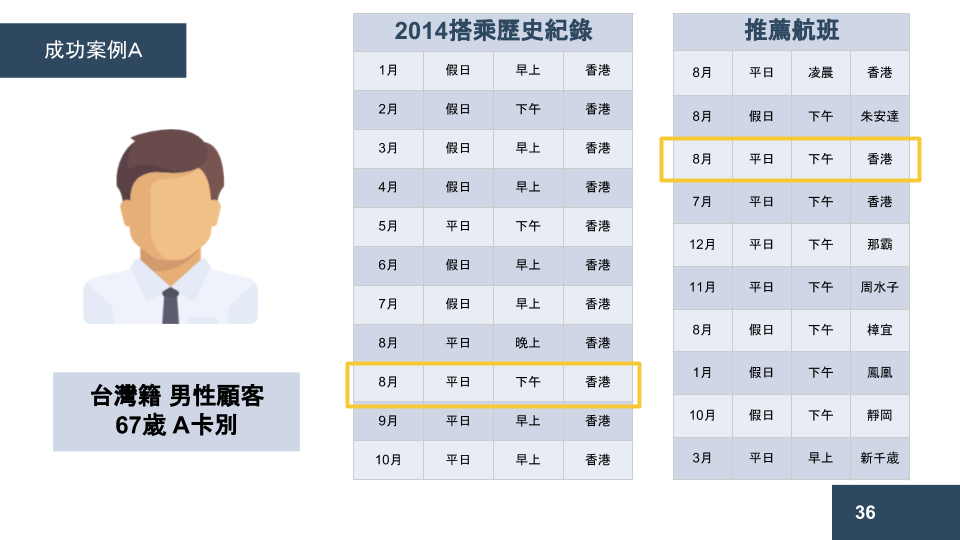 成功案例A
台灣籍 男性顧客
67歲 A卡別
2014搭乘歷史紀錄
1月 假日 早上 香港
2月 假日 下午 香港
3月 假日 早上 香港
4月 假日 早上 香港
5月 平日 下午 香港
6月 假日 早上 香港
7月 假日 早上 香港
8月 平日 晚上 香港
8月 平日 下午 香港
9月 平日 早上 香港
10月 平日 早上 香港
推薦航班
8月 平日 凌晨 香港
8月 假日 下午 朱安達
8月 平日 下午 香港
7月 平日 下午 香港
12月 平日 下午 那霸
11月 平日 下午 周水子
8月 假日 下午 樟宜
1月 假日 下午 鳳凰
10月 假日 下午 靜岡
3月 平日 早上 新千歲
36